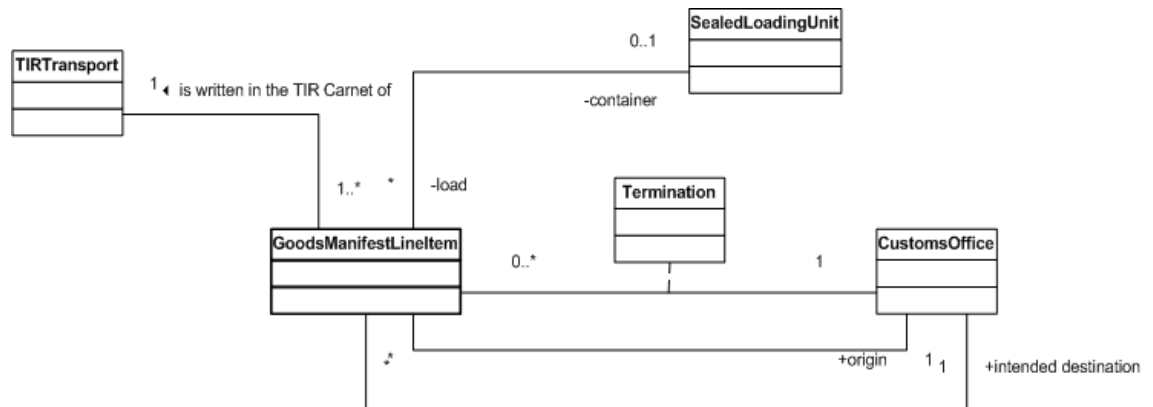 SealedLoadingUnit
0..1
TIRTransport
1 ◄ is written in the TIR Carnet of
-container
1..*
*
-load
Termination
GoodsManifestLineItem
CustomsOffice
0..*
1
*
+origin
1
1
+intended destination